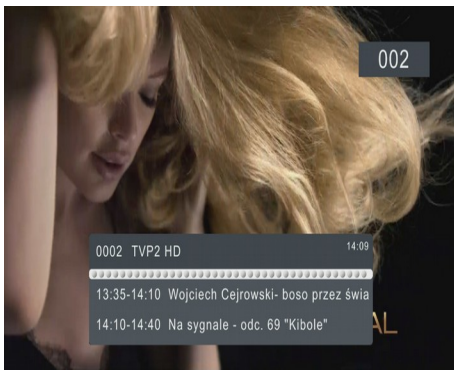 002
0002 TVP2 HD 14:09
13:35-14:10 Wojciech Cejrowski- boso przez świa
14:10-14:40 Na sygnale - odc. 69 "Kibole"
AL